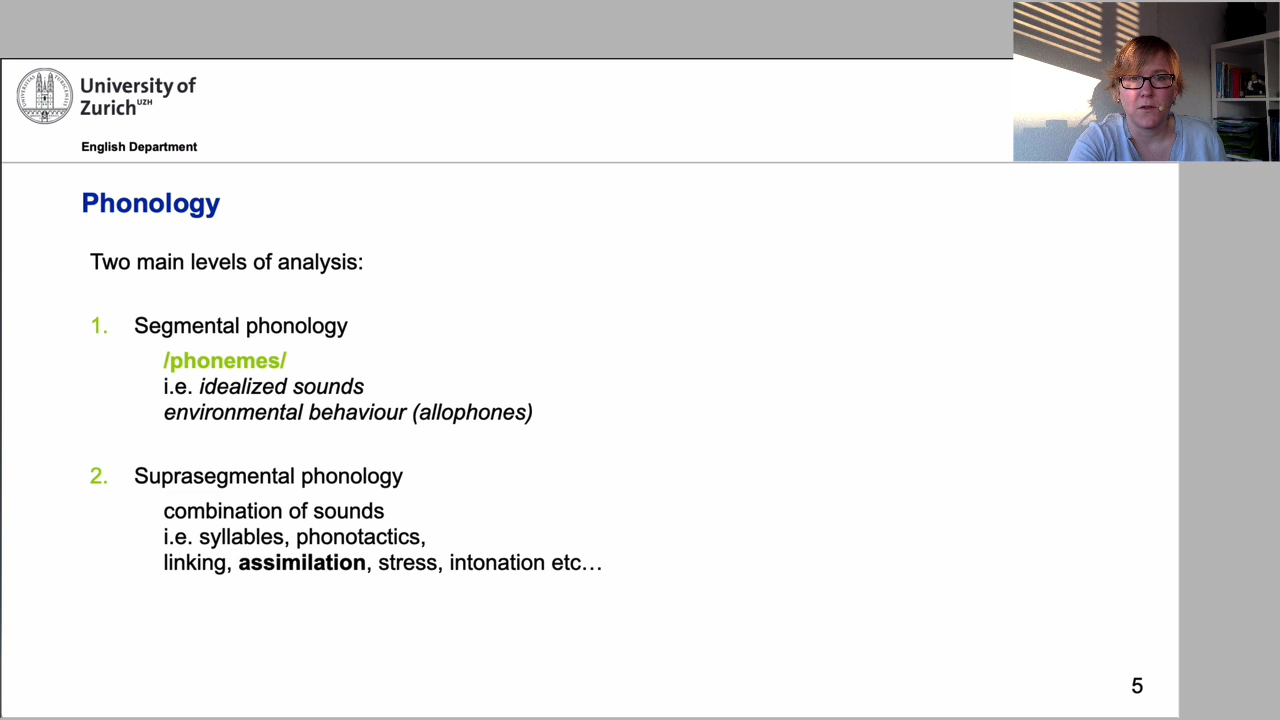 University of
Zurich UZH
English Department
Phonology
Two main levels of analysis:
1. Segmental phonology
/phonemes/
i.e. idealized sounds
environmental behaviour (allophones)
2. Suprasegmental phonology
combination of sounds
i.e. syllables, phonotactics,
linking, assimilation, stress, intonation etc…
5